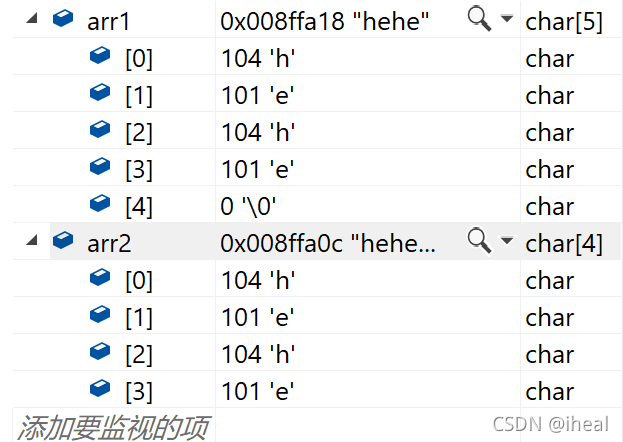 arr1 0x008ffa18 "hehe" char[5]
[0] 104 'h' char
[1] 101 'e' char
[2] 104 'h' char
[3] 101 'e' char
[4] 0 '\0' char
arr2 0x008ffa0c "hehe... char[4]
[0] 104 'h' char
[1] 101 'e' char
[2] 104 'h' char
[3] 101 'e' char
添加要监视的项
CSDN @iheal